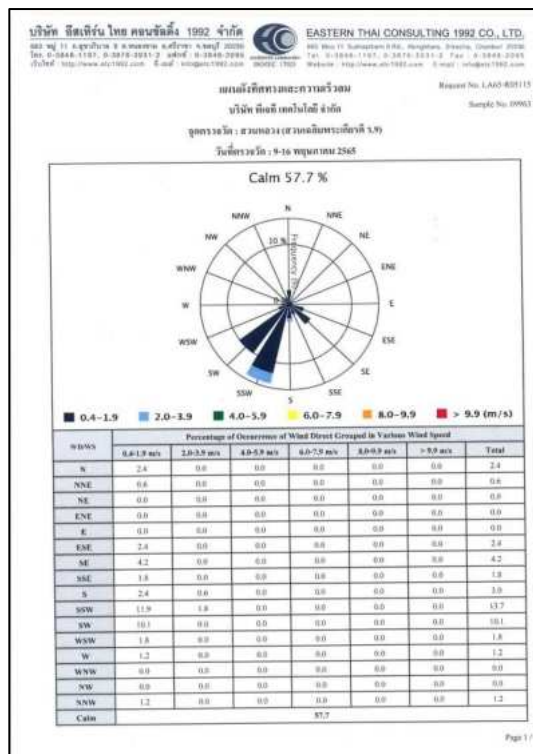 บริษัท อีสเทิร์น ไทย คอนซัลติ้ง 1992 จำกัด
EASTERN THAI CONSULTING 1992 CO., LTD.
Request No. LA65-R05115
Sample No. 09963
แผนผังทิศทางและความเร็วลม
บริษัท พีเจที เทคโนโลยี จำกัด
จุดตรวจวัด : สวนหลวง (สวนเฉลิมพระเกียรติ ร.9)
วันที่ตรวจวัด : 9-16 พฤษภาคม 2565
Calm 57.7 %
N
NNW
NNE
NW
NE
10 %
Frequency (%)
WNW
ENE
W
0
E
WSW
ESE
SW
SE
SSW
SSE
S
0.4-1.9 2.0-3.9 4.0-5.9 6.0-7.9 8.0-9.9 > 9.9 (m/s)
Percentage of Occurrence of Wind Direct Grouped in Various Wind Speed
WD/WS 0.4-1.9 m/s 2.0-3.9 m/s 4.0-5.9 m/s 6.0-7.9 m/s 8.0-9.9 m/s > 9.9 m/s Total
N 2.4 0.0 0.0 0.0 0.0 0.0 2.4
NNE 0.6 0.0 0.0 0.0 0.0 0.0 0.6
NE 0.0 0.0 0.0 0.0 0.0 0.0 0.0
ENE 0.0 0.0 0.0 0.0 0.0 0.0 0.0
E 0.0 0.0 0.0 0.0 0.0 0.0 0.0
ESE 2.4 0.0 0.0 0.0 0.0 0.0 2.4
SE 4.2 0.0 0.0 0.0 0.0 0.0 4.2
SSE 1.8 0.0 0.0 0.0 0.0 0.0 1.8
S 2.4 0.6 0.0 0.0 0.0 0.0 3.0
SSW 11.9 1.8 0.0 0.0 0.0 0.0 13.7
SW 10.1 0.0 0.0 0.0 0.0 0.0 10.1
WSW 1.8 0.0 0.0 0.0 0.0 0.0 1.8
W 1.2 0.0 0.0 0.0 0.0 0.0 1.2
WNW 0.0 0.0 0.0 0.0 0.0 0.0 0.0
NW 0.0 0.0 0.0 0.0 0.0 0.0 0.0
NNW 1.2 0.0 0.0 0.0 0.0 0.0 1.2
Calm 57.7
Page 1/